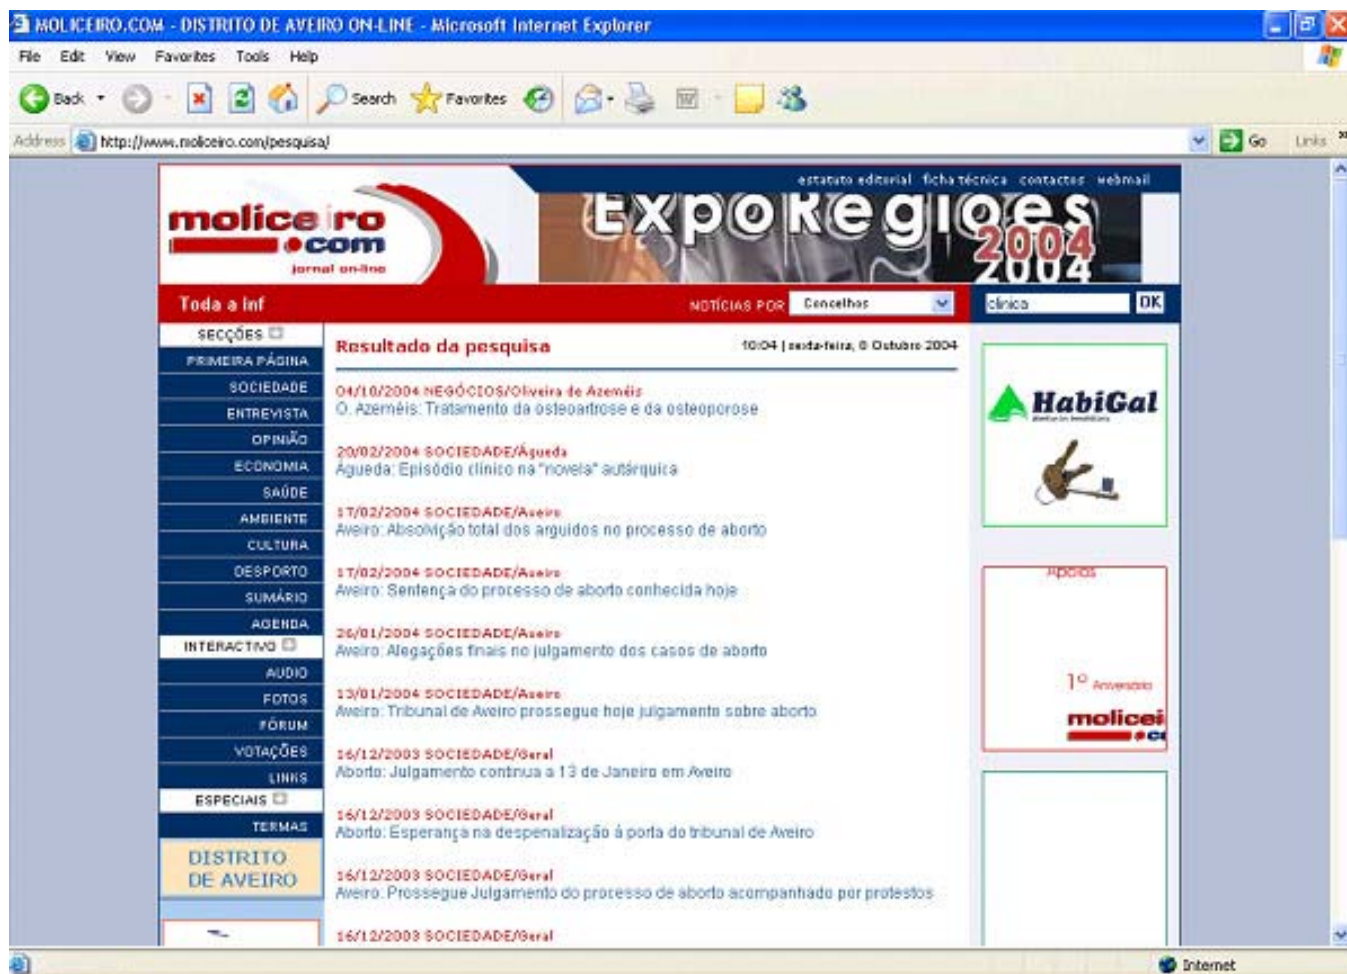 MOLICEIRO.COM - DISTRITO DE AVEIRO ON-LINE - Microsoft Internet Explorer
File Edit View Favorites Tools Help
Back Search Favorites
Address http://www.moliceiro.com/pesquisa/ Go Links
estatuto editorial ficha técnica contactos webmail
moliceiro
.com
jornal on-line
ExpoRegiões
2004
2004
Toda a inf
NOTÍCIAS POR Concelhos
clinica OK
SECÇÕES
PRIMEIRA PÁGINA
SOCIEDADE
ENTREVISTA
OPINIÃO
ECONOMIA
SAÚDE
AMBIENTE
CULTURA
DESPORTO
SUMÁRIO
AGENDA
INTERACTIVO
AUDIO
FOTOS
FÓRUM
VOTAÇÕES
LINKS
ESPECIAIS
TERMAS
DISTRITO
DE AVEIRO
Resultado da pesquisa
10:04 | sexta-feira, 8 Outubro 2004
04/10/2004 NEGÓCIOS/Oliveira de Azeméis
O. Azeméis: Tratamento da osteoartrose e da osteoporose
20/02/2004 SOCIEDADE/Águeda
Águeda: Episódio clínico na "novela" autárquica
17/02/2004 SOCIEDADE/Aveiro
Aveiro: Absolvição total dos arguidos no processo de aborto
17/02/2004 SOCIEDADE/Aveiro
Aveiro: Sentença do processo de aborto conhecida hoje
26/01/2004 SOCIEDADE/Aveiro
Aveiro: Alegações finais no julgamento dos casos de aborto
13/01/2004 SOCIEDADE/Aveiro
Aveiro: Tribunal de Aveiro prossegue hoje julgamento sobre aborto
16/12/2003 SOCIEDADE/Geral
Aborto: Julgamento continua a 13 de Janeiro em Aveiro
16/12/2003 SOCIEDADE/Geral
Aborto: Esperança na despenalização à porta do tribunal de Aveiro
16/12/2003 SOCIEDADE/Geral
Aveiro: Prossegue Julgamento do processo de aborto acompanhado por protestos
16/12/2003 SOCIEDADE/Geral
HabiGal
Apoios
1º Aniversário
molicei
Internet